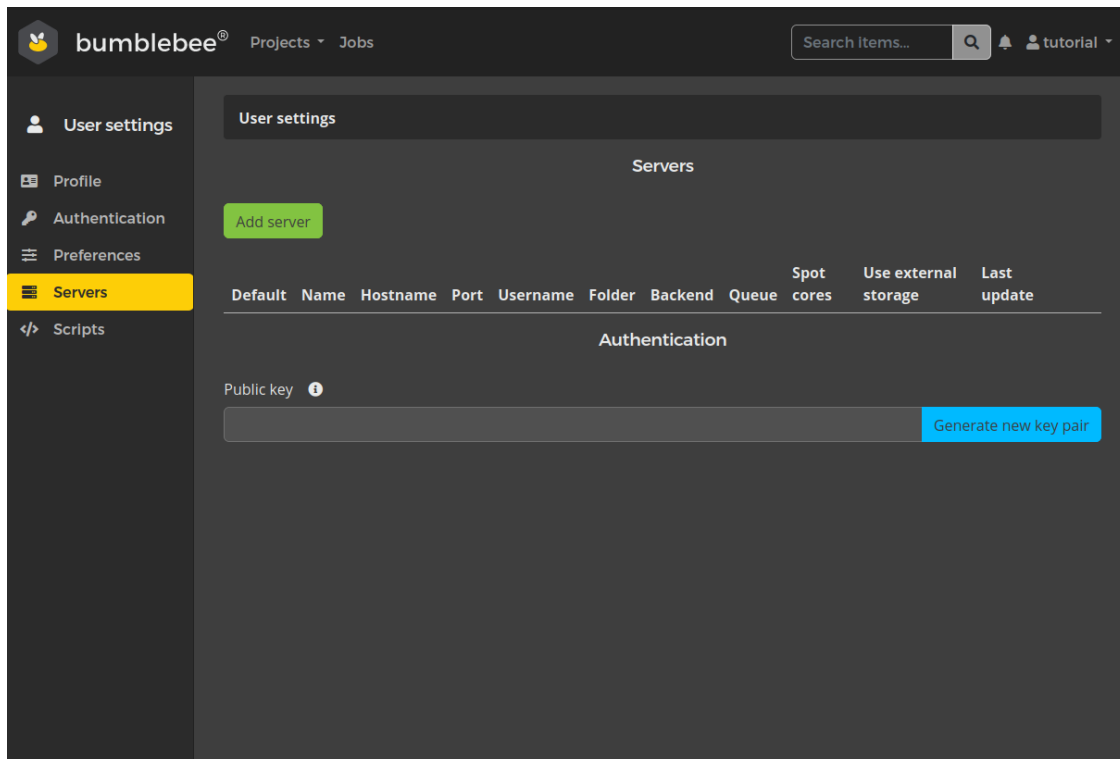 bumblebee® Projects Jobs Search items... tutorial
User settings
Profile
Authentication
Preferences
Servers
Scripts
User settings
Servers
Add server
Default Name Hostname Port Username Folder Backend Queue Spot cores Use external storage Last update
Authentication
Public key
Generate new key pair